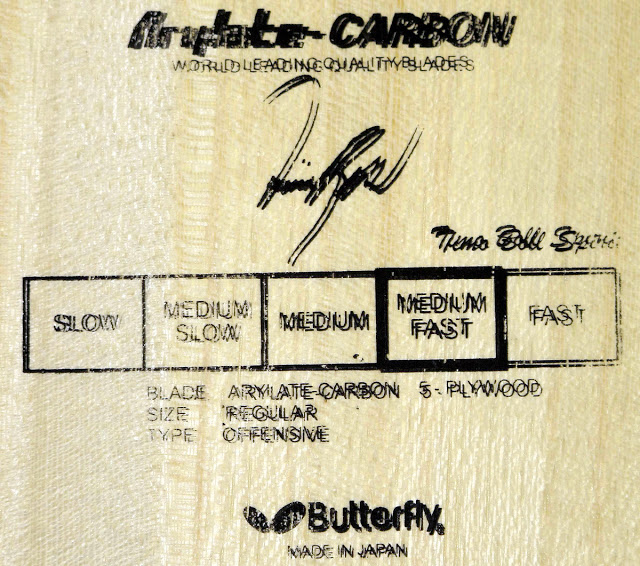 Arylate-CARBON
WORLD LEADING QUALITY BLADES
SLOW
MEDIUM
SLOW
MEDIUM
MEDIUM
FAST
FAST
BLADE ARYLATE-CARBON 5-PLYWOOD
SIZE REGULAR
TYPE OFFENSIVE
Butterfly
MADE IN JAPAN